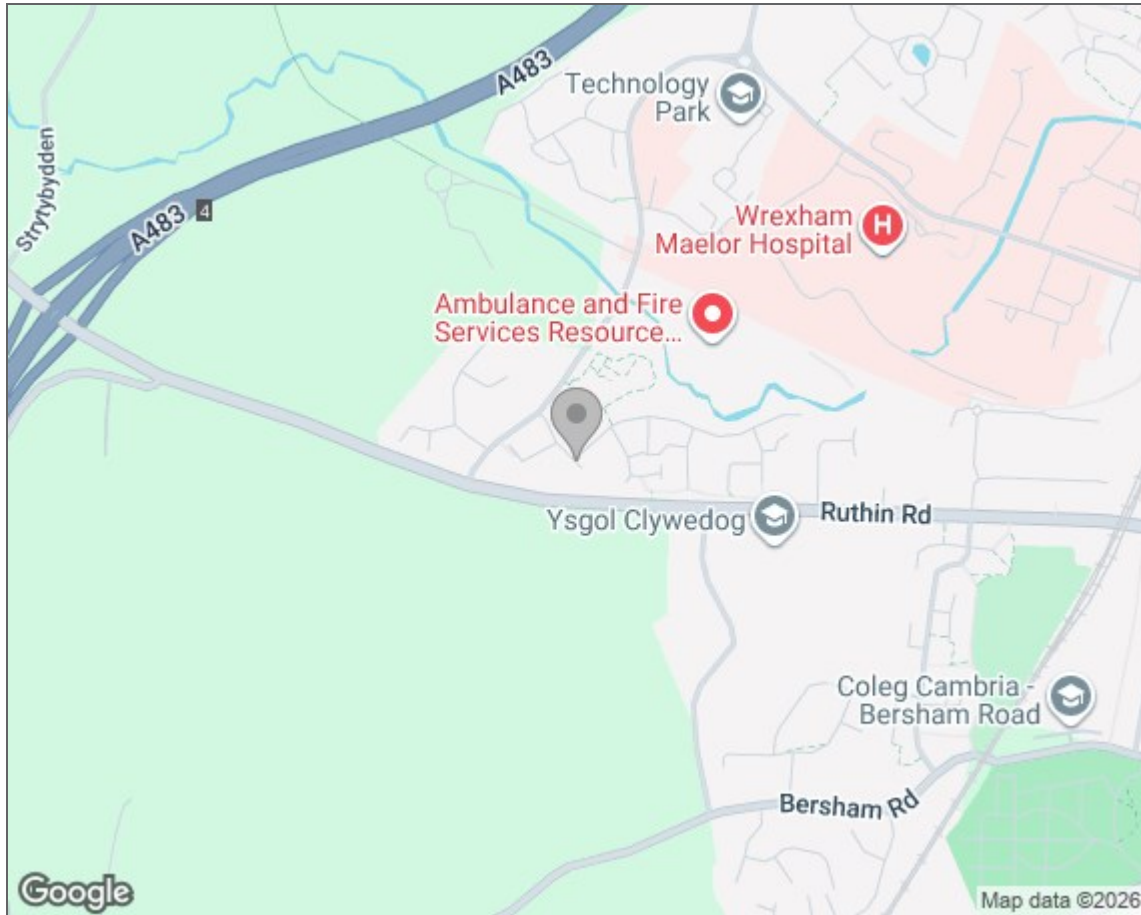 A483
Technology
Park
Strytybydden
A483
4
Wrexham
Maelor Hospital
H
Ambulance and Fire
Services Resource...
Ysgol Clywedog
Ruthin Rd
Coleg Cambria -
Bersham Road
Bersham Rd
Google
Map data ©2026